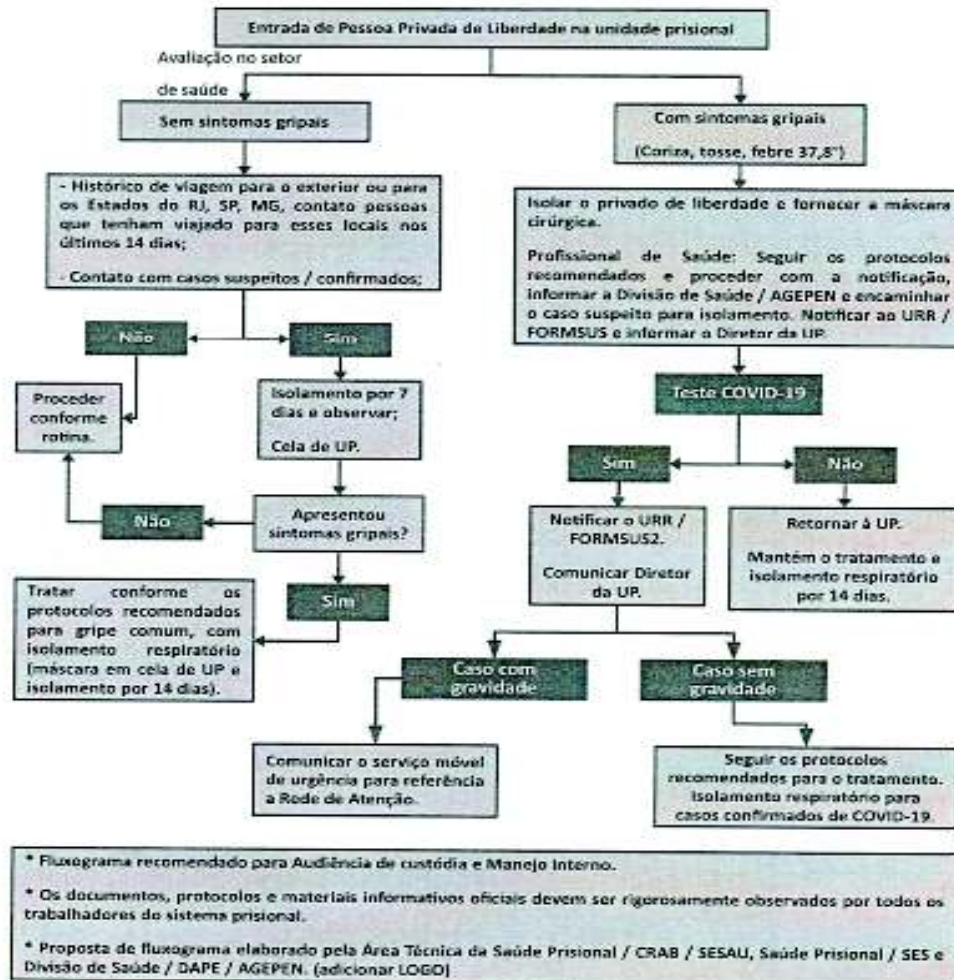 Entrada de Pessoa Privada de Liberdade na unidade prisional
Avaliação no setor
de saúde
Sem sintomas gripais
Com sintomas gripais
(Coriza, tosse, febre 37,8°)
- Histórico de viagem para o exterior ou para
os Estados do RJ, SP, MG, contato pessoas
que tenham viajado para esses locais nos
últimos 14 dias;
- Contato com casos suspeitos / confirmados;
Isolar o privado de liberdade e fornecer a máscara
cirúrgica.
Profissional de Saúde: Seguir os protocolos
recomendados e proceder com a notificação,
informar a Divisão de Saúde / AGEPEN e encaminhar
o caso suspeito para isolamento. Notificar ao URR /
FORMSUS e informar o Diretor da UP.
Não
Sim
Proceder
conforme
rotina.
Isolamento por 7
dias e observar;
Cela de UP.
Teste COVID-19
Sim
Não
Não
Apresentou
sintomas gripais?
Notificar o URR /
FORMSUS2.
Comunicar Diretor
da UP.
Retornar à UP.
Mantém o tratamento e
isolamento respiratório
por 14 dias.
Sim
Tratar conforme os
protocolos recomendados
para gripe comum, com
isolamento respiratório
(máscara em cela de UP e
isolamento por 14 dias).
Caso com
gravidade
Caso sem
gravidade
Comunicar o serviço móvel
de urgência para referência
a Rede de Atenção.
Seguir os protocolos
recomendados para o tratamento.
Isolamento respiratório para
casos confirmados de COVID-19.
* Fluxograma recomendado para Audiência de custódia e Manejo Interno.
* Os documentos, protocolos e materiais informativos oficiais devem ser rigorosamente observados por todos os
trabalhadores do sistema prisional.
* Proposta de fluxograma elaborado pela Área Técnica da Saúde Prisional / CRAB / SESAU, Saúde Prisional / SES e
Divisão de Saúde / DAPE / AGEPEN. (adicionar LOGO)